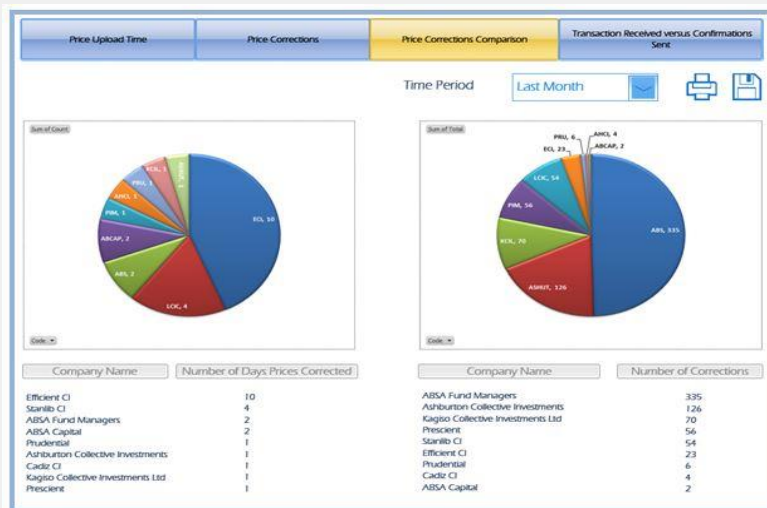 Price Upload Time
Price Corrections
Price Corrections Comparison
Transaction Received versus Confirmations
Sent
Time Period
Last Month
Sum of Count
ECI, 10
LCIC, 4
ABS, 2
ABCAP, 2
PIM, 1
AHCI, 1
PRU, 1
KCIL, 1
Code
Sum of Total
ABS, 335
ASHUT, 126
KCIL, 70
PIM, 56
LCIC, 54
ECI, 23
PRU, 6
AHCI, 4
ABCAP, 2
Code
Company Name
Number of Days Prices Corrected
Efficient CI 10
Stanlib CI 4
ABSA Fund Managers 2
ABSA Capital 2
Prudential 1
Ashburton Collective Investments 1
Cadiz CI 1
Kagiso Collective Investments Ltd 1
Prescient 1
Company Name
Number of Corrections
ABSA Fund Managers 335
Ashburton Collective Investments 126
Kagiso Collective Investments Ltd 70
Prescient 56
Stanlib CI 54
Efficient CI 23
Prudential 6
Cadiz CI 4
ABSA Capital 2